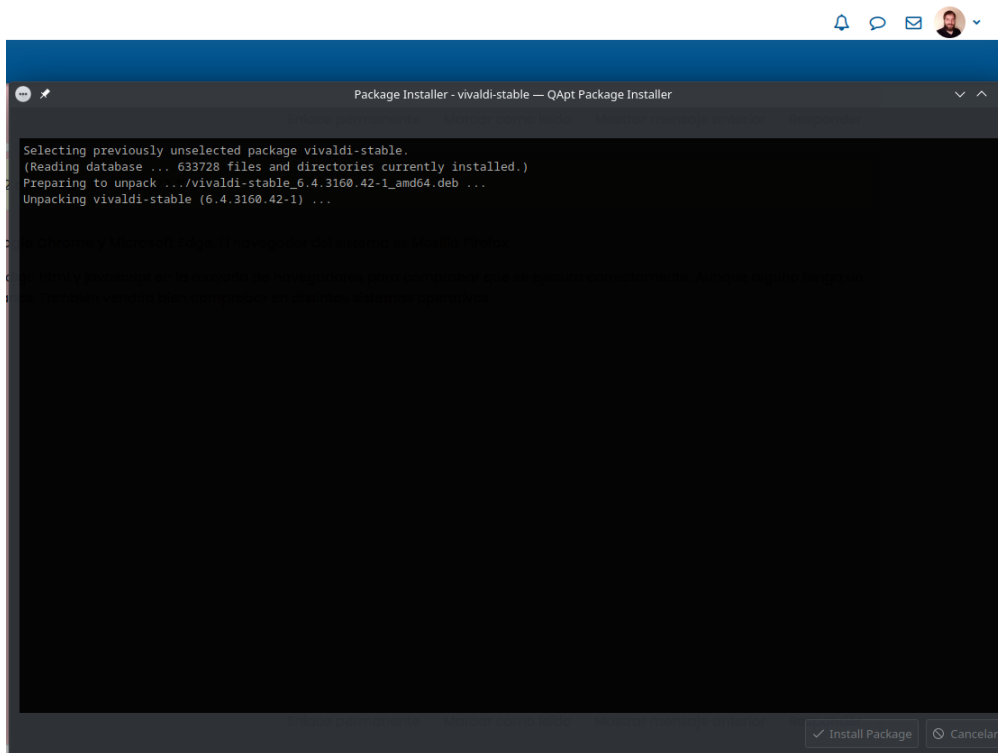 Package Installer - vivaldi-stable — QApt Package Installer
Selecting previously unselected package vivaldi-stable.
(Reading database ... 633728 files and directories currently installed.)
Preparing to unpack .../vivaldi-stable_6.4.3160.42-1_amd64.deb ...
Unpacking vivaldi-stable (6.4.3160.42-1) ...
Install Package
Cancelar